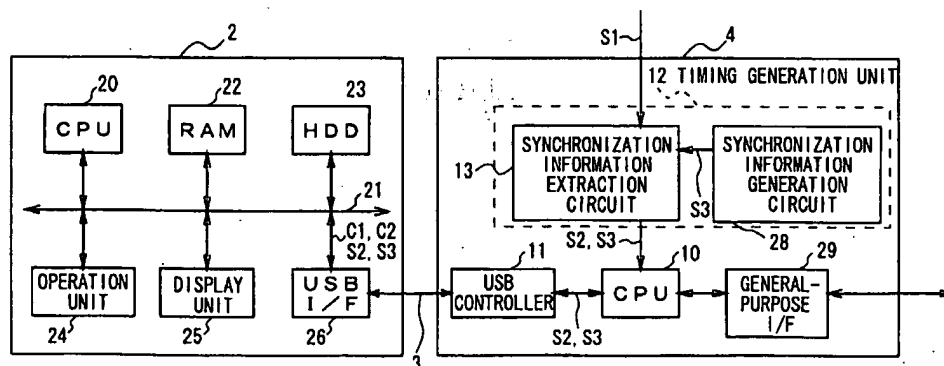 2
S1
4
12 TIMING GENERATION UNIT
20
22
23
CPU
RAM
HDD
13
SYNCHRONIZATION
INFORMATION
EXTRACTION
CIRCUIT
S3
SYNCHRONIZATION
INFORMATION
GENERATION
CIRCUIT
28
21
C1, C2
S2, S3
S2, S3
11
10
29
OPERATION
UNIT
DISPLAY
UNIT
USB
I/F
USB
CONTROLLER
CPU
GENERAL-
PURPOSE
I/F
24
25
26
3
S2, S3